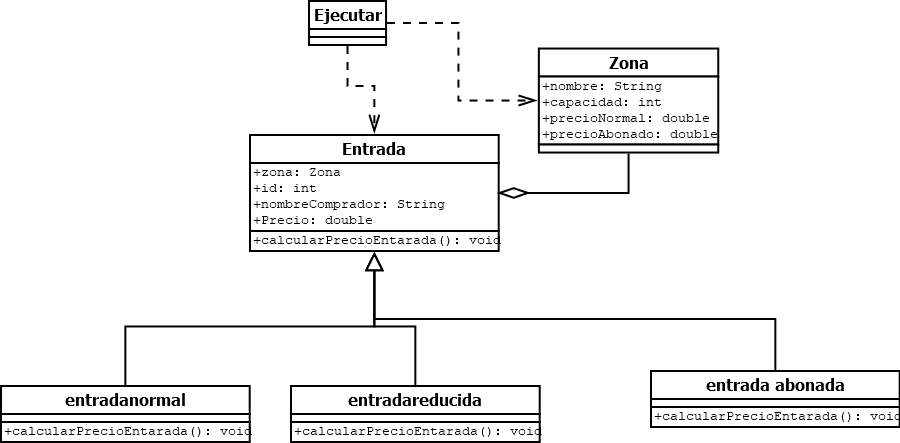 Ejecutar
Zona
+nombre: String
+capacidad: int
+precioNormal: double
+precioAbonado: double
Entrada
+zona: Zona
+id: int
+nombreComprador: String
+Precio: double
+calcularPrecioEntarada(): void
entradanormal
+calcularPrecioEntarada(): void
entradareducida
+calcularPrecioEntarada(): void
entrada abonada
+calcularPrecioEntarada(): void